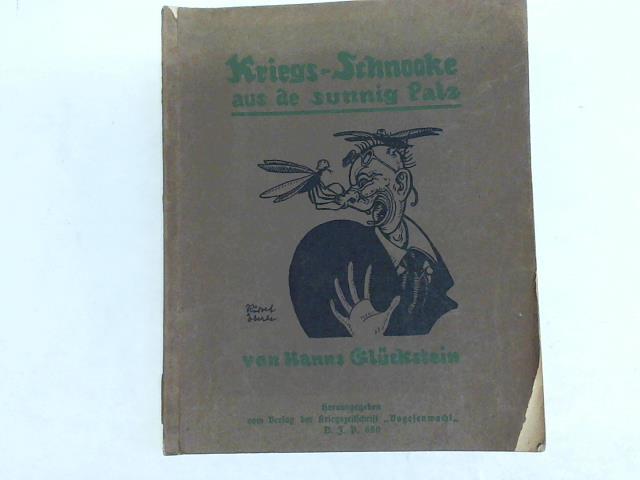 Kriegs-Schnooke
aus de sunnig Palz
von Hanns Glückstein
Herausgegeben
vom Verlag der Kriegszeitschrift „Vogesenwacht„
D. J. P. 680